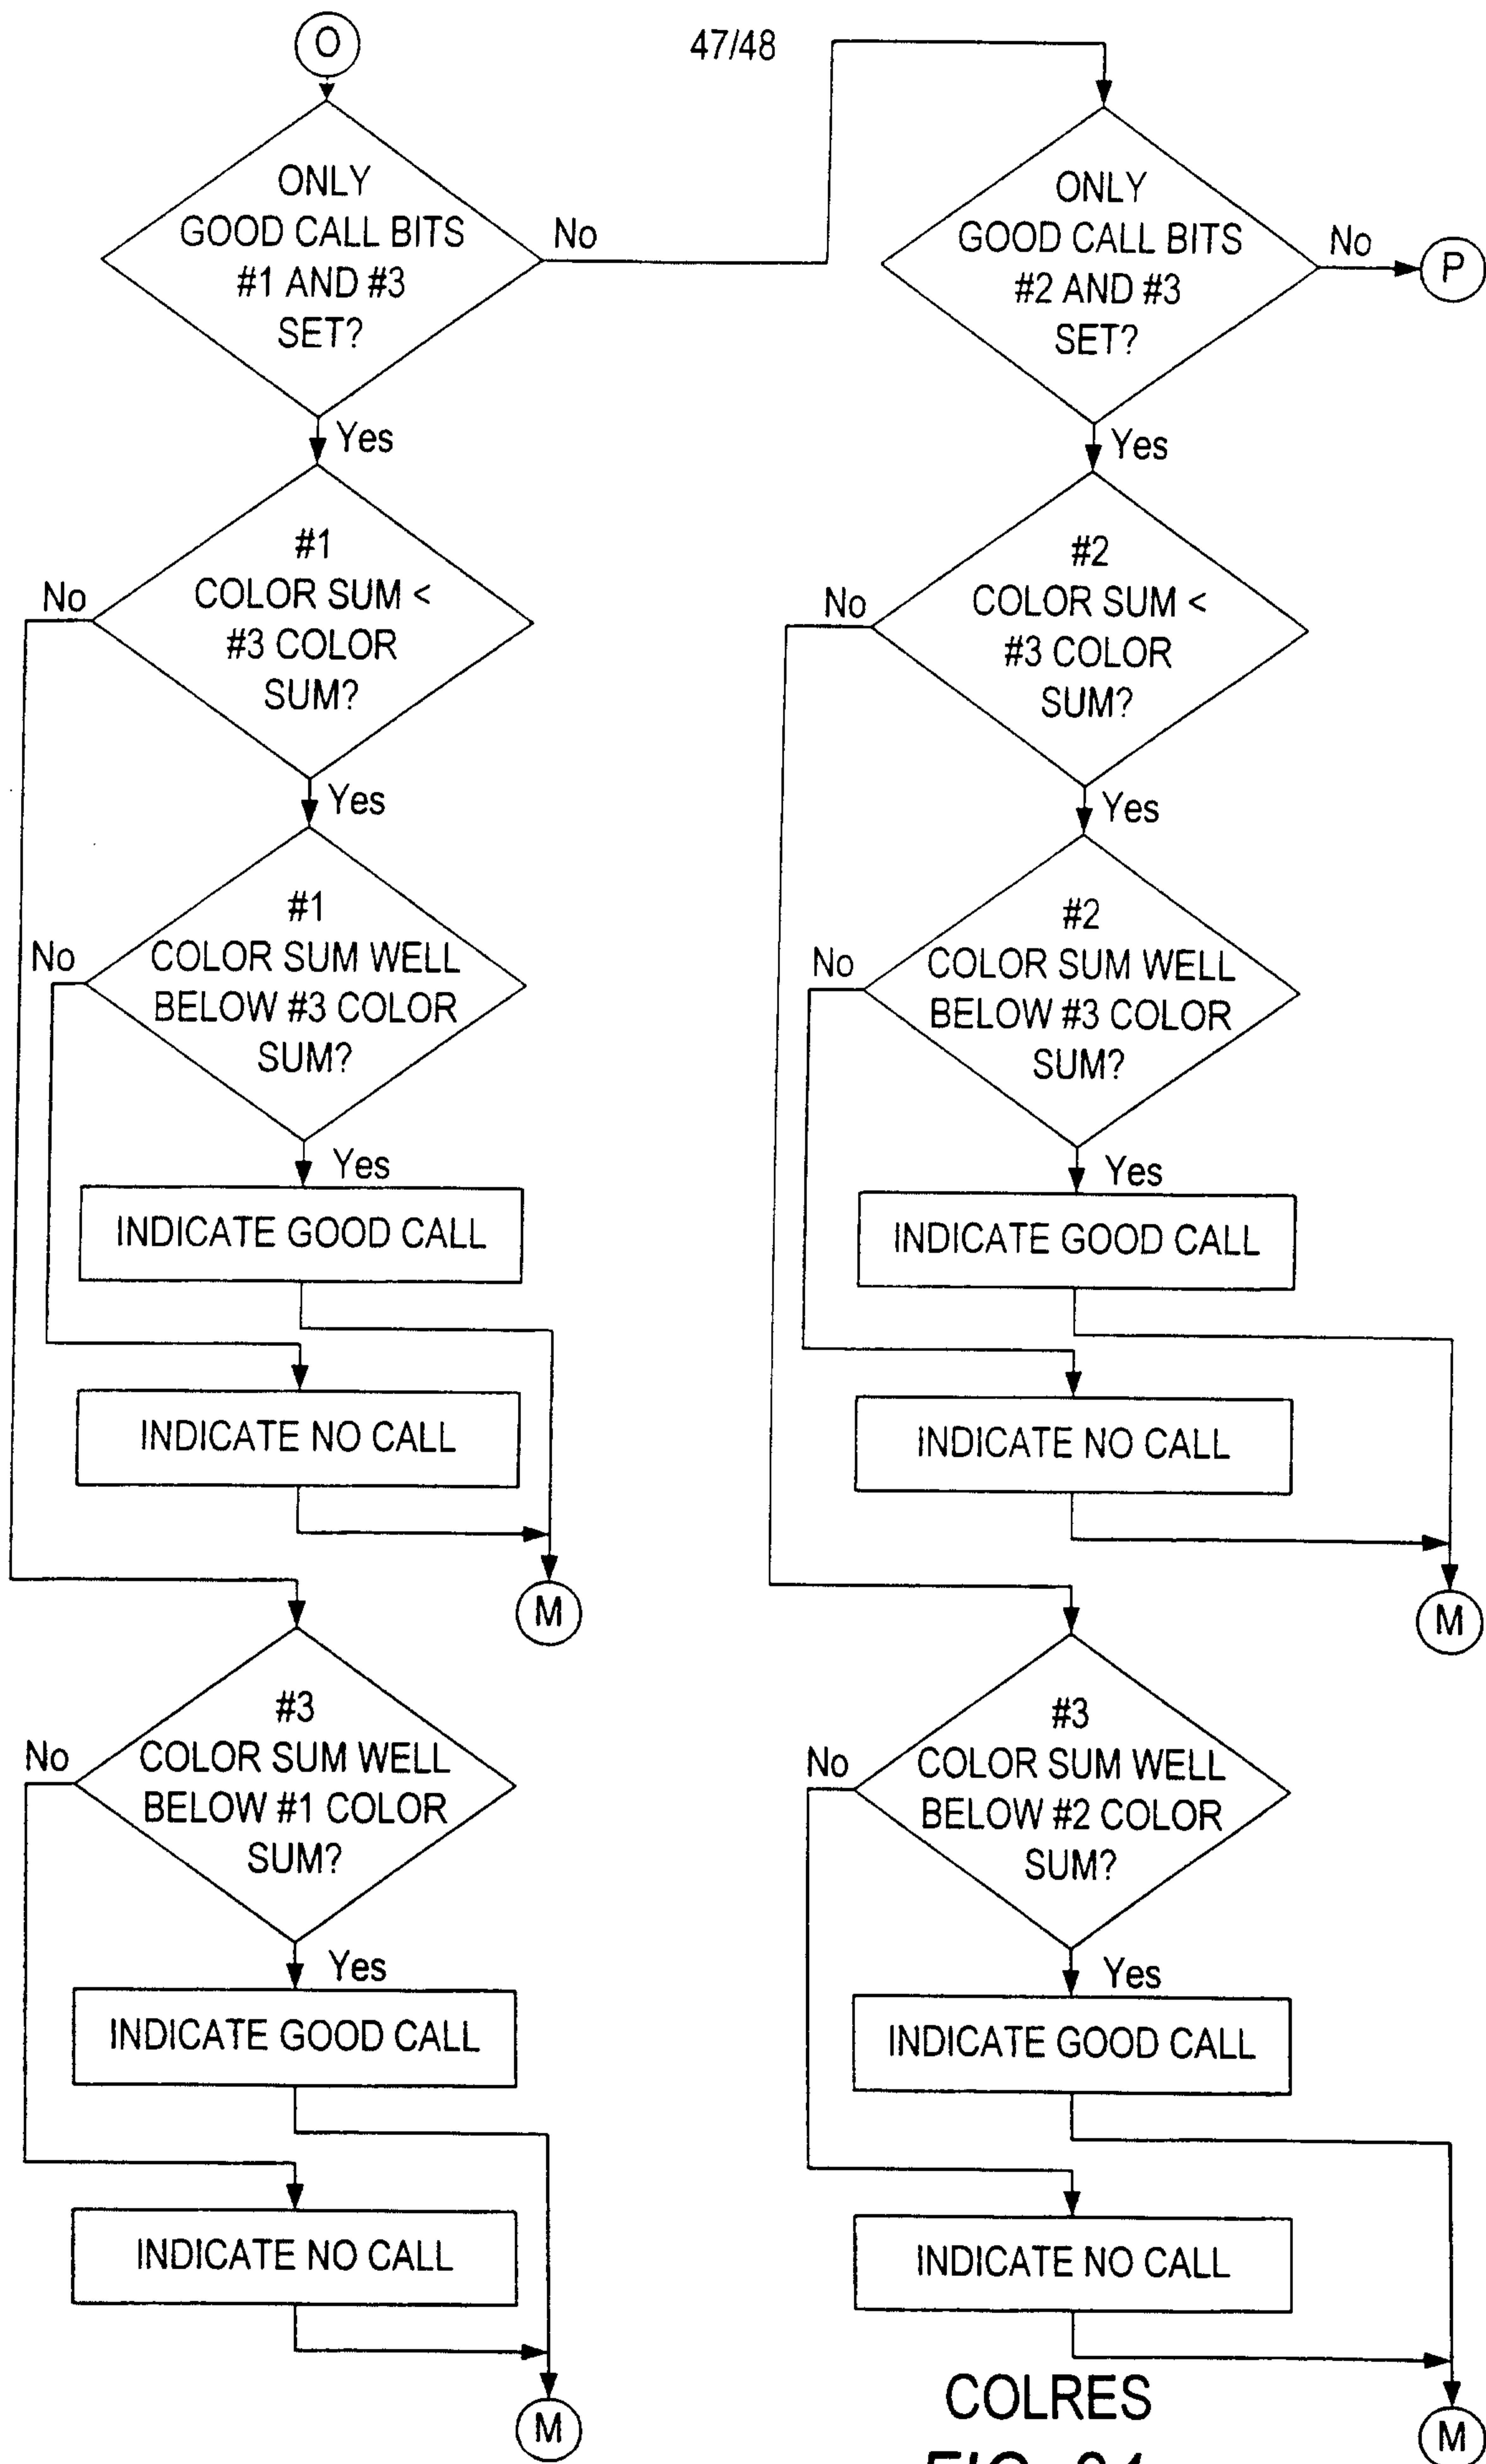 47/48
O
ONLY
GOOD CALL BITS
#1 AND #3
SET?
No
Yes
#1
COLOR SUM <
#3 COLOR
SUM?
No
Yes
#1
COLOR SUM WELL
BELOW #3 COLOR
SUM?
No
Yes
INDICATE GOOD CALL
INDICATE NO CALL
M
#3
COLOR SUM WELL
BELOW #1 COLOR
SUM?
No
Yes
INDICATE GOOD CALL
INDICATE NO CALL
M
ONLY
GOOD CALL BITS
#2 AND #3
SET?
No
P
Yes
#2
COLOR SUM <
#3 COLOR
SUM?
No
Yes
#2
COLOR SUM WELL
BELOW #3 COLOR
SUM?
No
Yes
INDICATE GOOD CALL
INDICATE NO CALL
M
#3
COLOR SUM WELL
BELOW #2 COLOR
SUM?
No
Yes
INDICATE GOOD CALL
INDICATE NO CALL
M
COLRES
FIG.